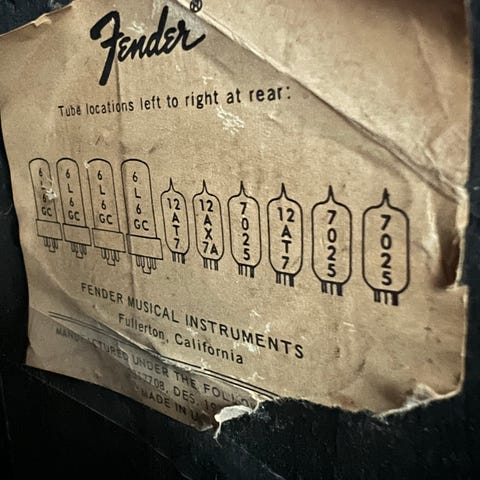 Fender®
Tube locations left to right at rear:
6L6GC 6L6GC 6L6GC 6L6GC 12AT7 12AX7A 7025 12AT7 7025 7025
FENDER MUSICAL INSTRUMENTS
Fullerton, California
MANUFACTURED UNDER THE
DES.
MADE IN